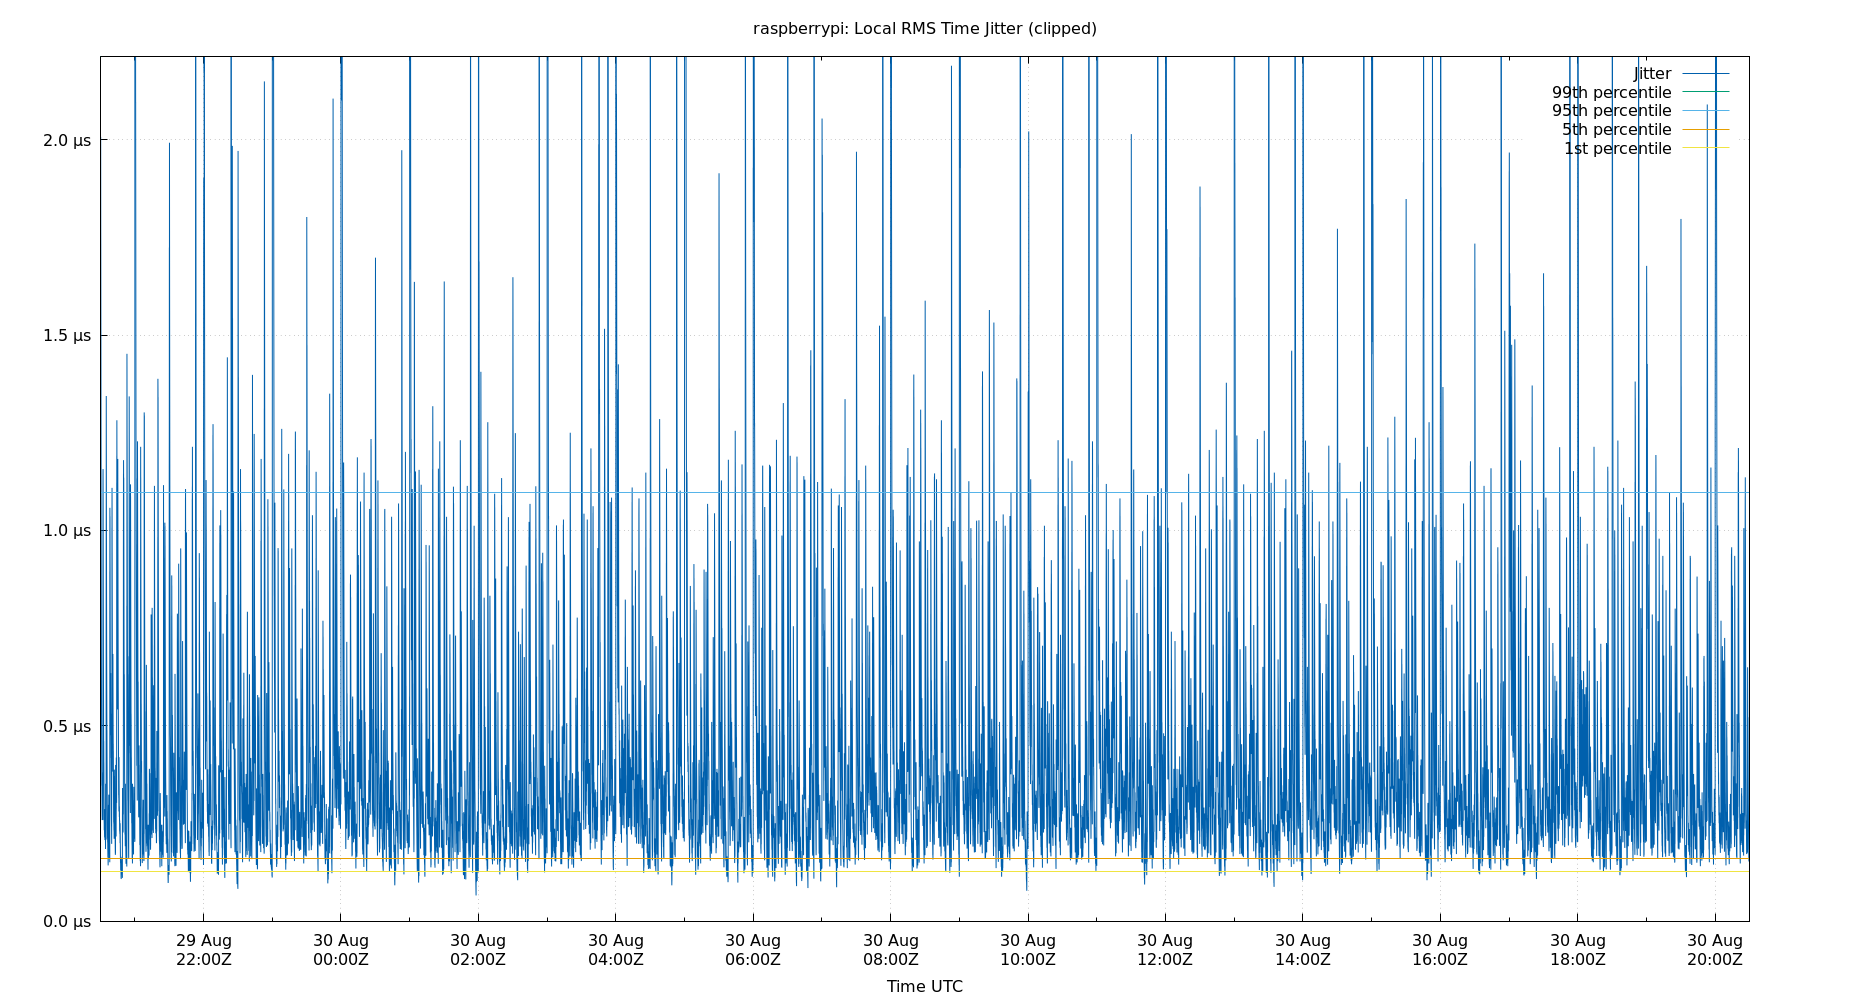 raspberrypi: Local RMS Time Jitter (clipped)
Jitter
99th percentile
95th percentile
5th percentile
1st percentile
2.0 µs
1.5 µs
1.0 µs
0.5 µs
0.0 µs
29 Aug 30 Aug 30 Aug 30 Aug 30 Aug 30 Aug 30 Aug 30 Aug 30 Aug 30 Aug 30 Aug 30 Aug
22:00Z 00:00Z 02:00Z 04:00Z 06:00Z 08:00Z 10:00Z 12:00Z 14:00Z 16:00Z 18:00Z 20:00Z
Time UTC